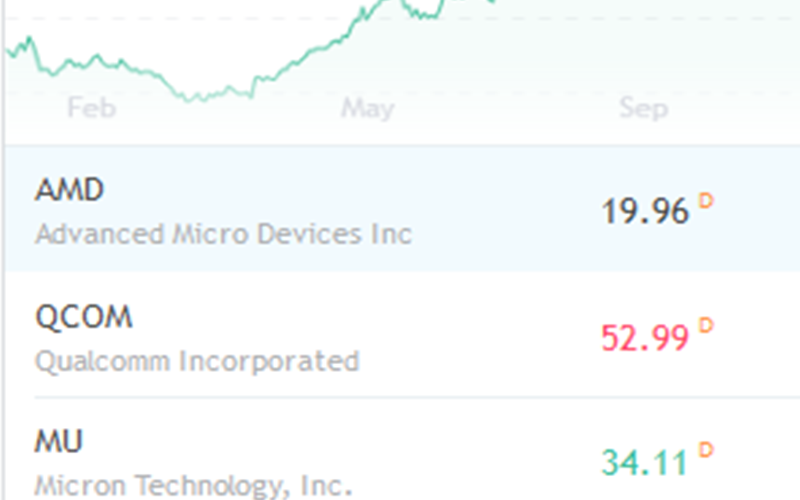 Feb May Sep
AMD
19.96 D
Advanced Micro Devices Inc
QCOM
52.99 D
Qualcomm Incorporated
MU
34.11 D
Micron Technology, Inc.